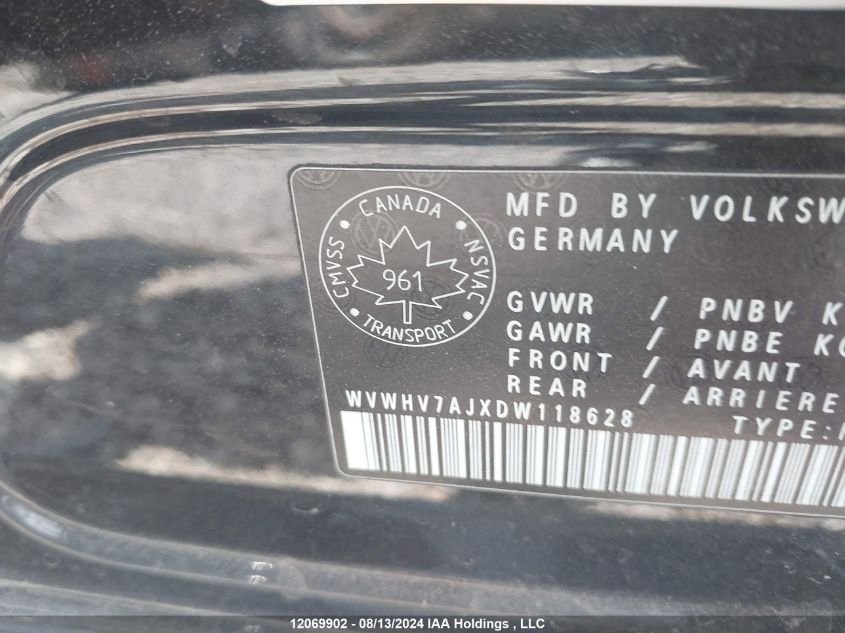 CANADA
CMVSS
NSVAC
961
TRANSPORT
MFD BY
GERMANY
GVWR / PNBV
GAWR / PNBE
FRONT / AVANT
REAR / ARRIERE
WVWHV7AJXDW118628 TYPE:
12069902 - 08/13/2024 IAA Holdings , LLC